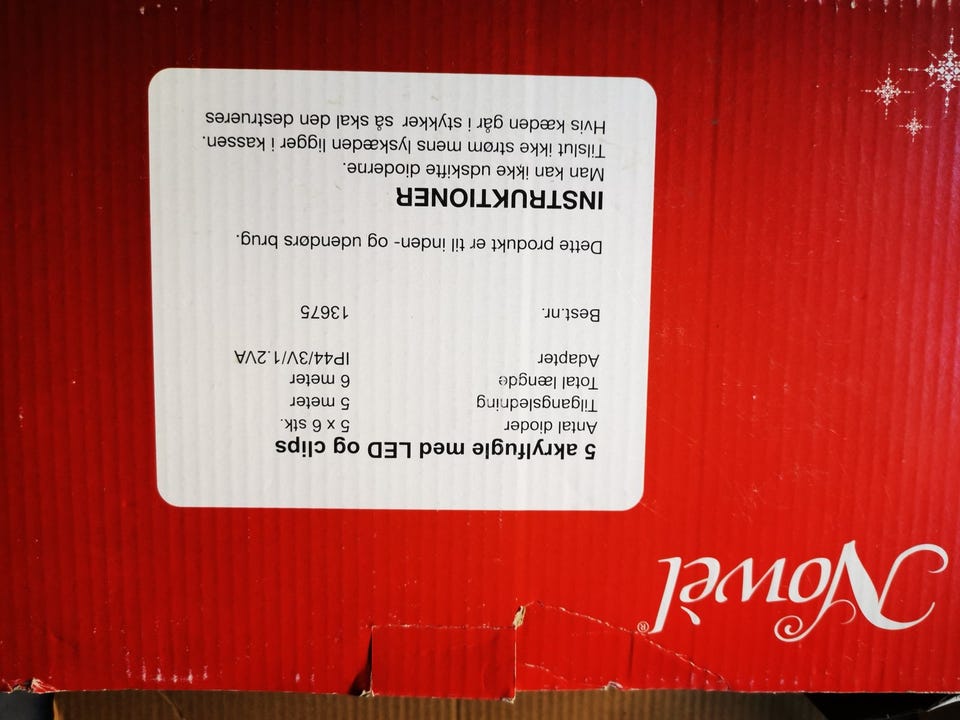 Nowèl®
5 akrylfugle med LED og clips
Antal dioder 5 x 6 stk.
Tilgangsledning 5 meter
Total længde 6 meter
Adapter IP44/3V/1.2VA
Best.nr. 13675
Dette produkt er til inden- og udendørs brug.
INSTRUKTIONER
Man kan ikke udskifte dioderne.
Tilslut ikke strøm mens lyskæden ligger i kassen.
Hvis kæden går i stykker så skal den destrueres